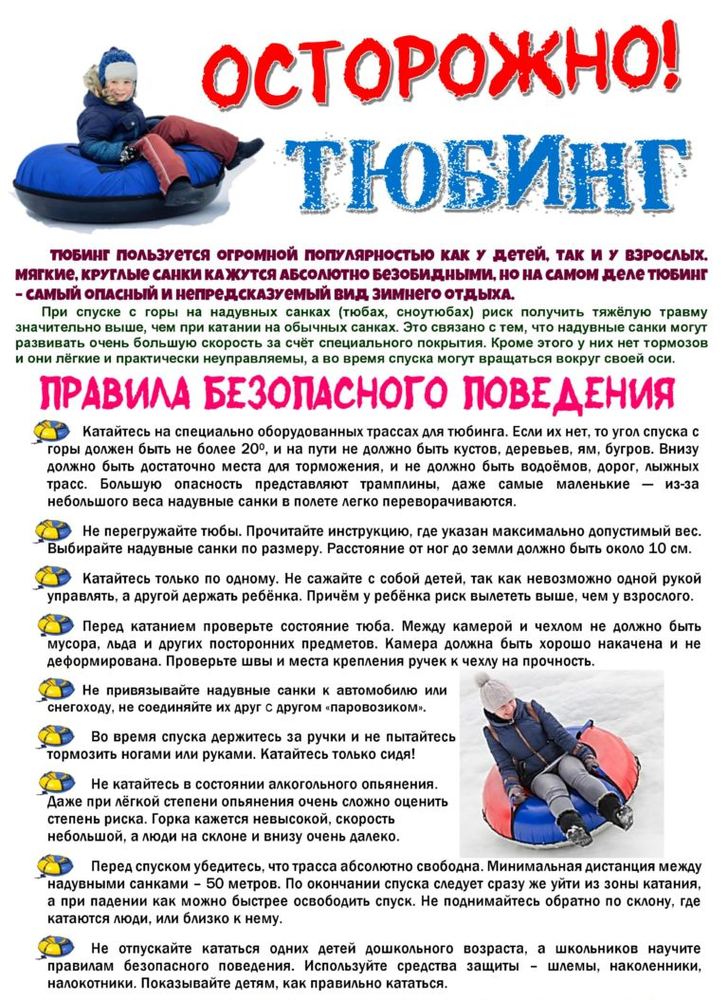 ОСТОРОЖНО!
ТЮБИНГ
ТЮБИНГ ПОЛЬЗУЕТСЯ ОГРОМНОЙ ПОПУЛЯРНОСТЬЮ КАК У ДЕТЕЙ, ТАК И У ВЗРОСЛЫХ.
МЯГКИЕ, КРУГЛЫЕ САНКИ КАЖУТСЯ АБСОЛЮТНО БЕЗОБИДНЫМИ, НО НА САМОМ ДЕЛЕ ТЮБИНГ
– САМЫЙ ОПАСНЫЙ И НЕПРЕДСКАЗУЕМЫЙ ВИД ЗИМНЕГО ОТДЫХА.
При спуске с горы на надувных санках (тюбах, сноутюбах) риск получить тяжёлую травму
значительно выше, чем при катании на обычных санках. Это связано с тем, что надувные санки могут
развивать очень большую скорость за счёт специального покрытия. Кроме этого у них нет тормозов
и они лёгкие и практически неуправляемы, а во время спуска могут вращаться вокруг своей оси.
ПРАВИЛА БЕЗОПАСНОГО ПОВЕДЕНИЯ
Катайтесь на специально оборудованных трассах для тюбинга. Если их нет, то угол спуска с
горы должен быть не более 20⁰, и на пути не должно быть кустов, деревьев, ям, бугров. Внизу
должно быть достаточно места для торможения, и не должно быть водоёмов, дорог, лыжных
трасс. Большую опасность представляют трамплины, даже самые маленькие — из-за
небольшого веса надувные санки в полете легко переворачиваются.
Не перегружайте тюбы. Прочитайте инструкцию, где указан максимально допустимый вес.
Выбирайте надувные санки по размеру. Расстояние от ног до земли должно быть около 10 см.
Катайтесь только по одному. Не сажайте с собой детей, так как невозможно одной рукой
управлять, а другой держать ребёнка. Причём у ребёнка риск вылететь выше, чем у взрослого.
Перед катанием проверьте состояние тюба. Между камерой и чехлом не должно быть
мусора, льда и других посторонних предметов. Камера должна быть хорошо накачена и не
деформирована. Проверьте швы и места крепления ручек к чехлу на прочность.
Не привязывайте надувные санки к автомобилю или
снегоходу, не соединяйте их друг с другом «паровозиком».
Во время спуска держитесь за ручки и не пытайтесь
тормозить ногами или руками. Катайтесь только сидя!
Не катайтесь в состоянии алкогольного опьянения.
Даже при лёгкой степени опьянения очень сложно оценить
степень риска. Горка кажется невысокой, скорость
небольшой, а люди на склоне и внизу очень далеко.
Перед спуском убедитесь, что трасса абсолютно свободна. Минимальная дистанция между
надувными санками – 50 метров. По окончании спуска следует сразу же уйти из зоны катания,
а при падении как можно быстрее освободить спуск. Не поднимайтесь обратно по склону, где
катаются люди, или близко к нему.
Не отпускайте кататься одних детей дошкольного возраста, а школьников научите
правилам безопасного поведения. Используйте средства защиты – шлемы, наколенники,
налокотники. Показывайте детям, как правильно кататься.